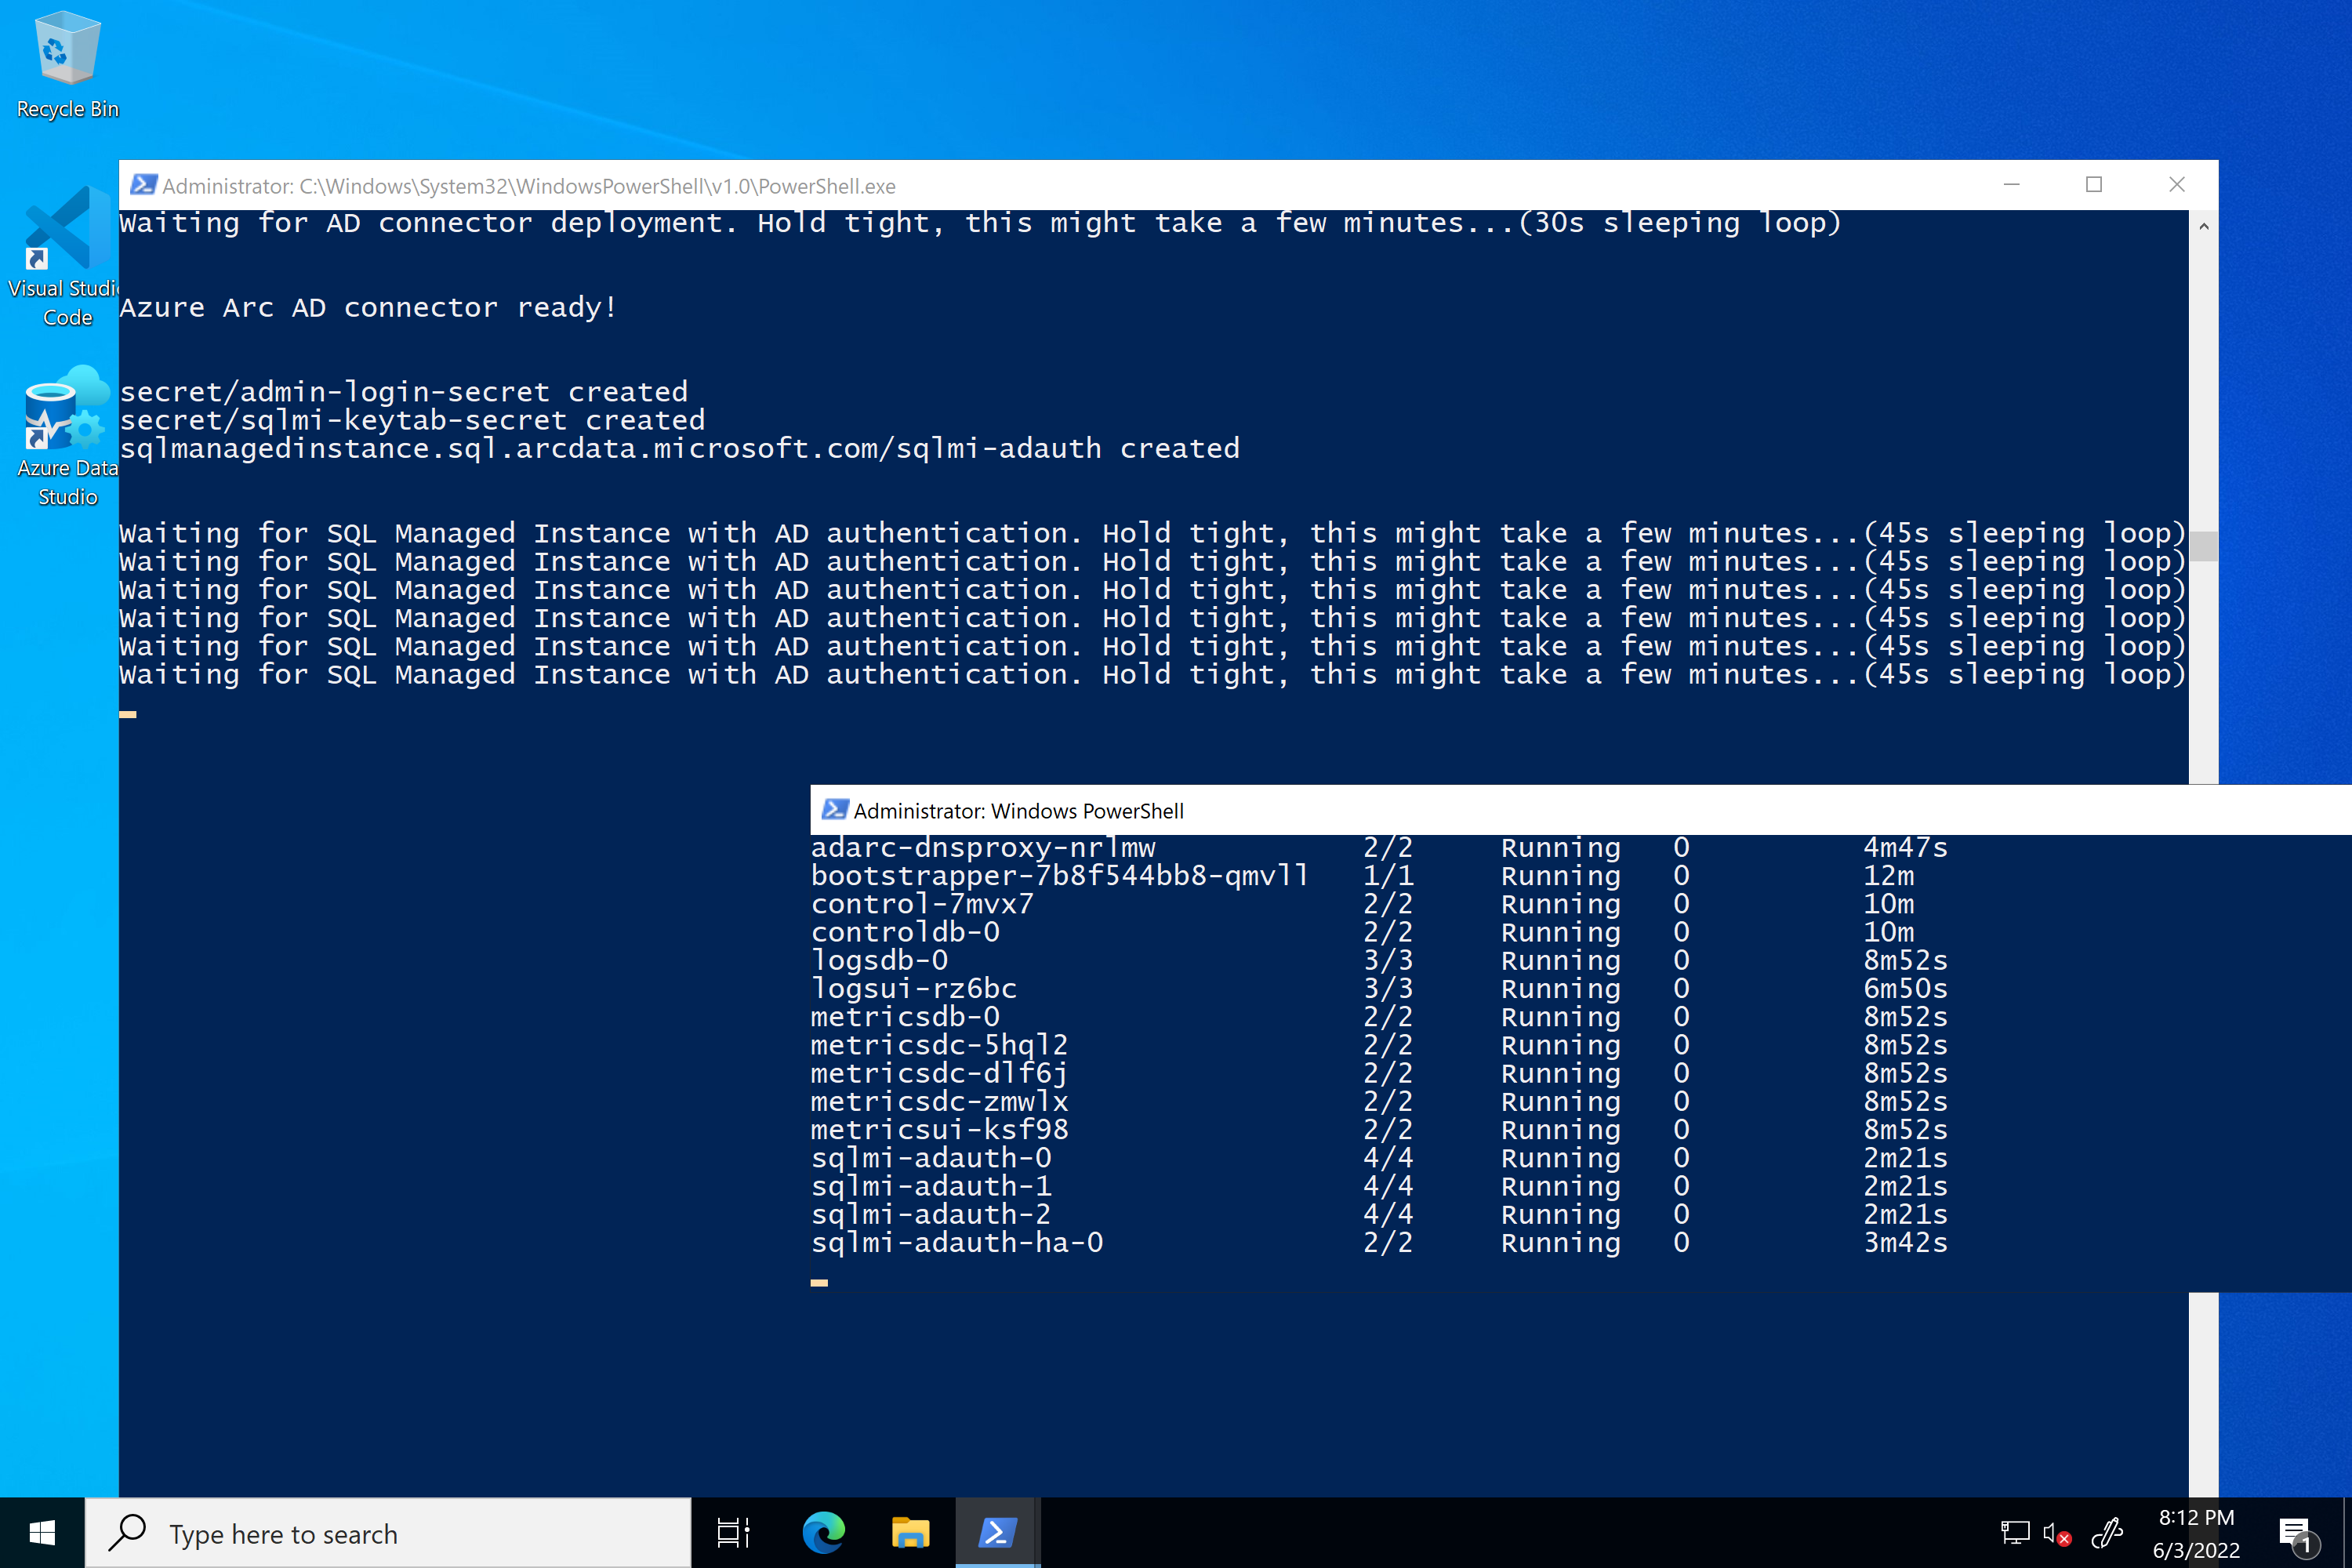 Recycle Bin
Visual Studi
Code
Azure Data
Studio
Administrator: C:\Windows\System32\WindowsPowerShell\v1.0\PowerShell.exe
Waiting for AD connector deployment. Hold tight, this might take a few minutes...(30s sleeping loop)
Azure Arc AD connector ready!
secret/admin-login-secret created
secret/sqlmi-keytab-secret created
sqlmanagedinstance.sql.arcdata.microsoft.com/sqlmi-adauth created
Waiting for SQL Managed Instance with AD authentication. Hold tight, this might take a few minutes...(45s sleeping loop)
Waiting for SQL Managed Instance with AD authentication. Hold tight, this might take a few minutes...(45s sleeping loop)
Waiting for SQL Managed Instance with AD authentication. Hold tight, this might take a few minutes...(45s sleeping loop)
Waiting for SQL Managed Instance with AD authentication. Hold tight, this might take a few minutes...(45s sleeping loop)
Waiting for SQL Managed Instance with AD authentication. Hold tight, this might take a few minutes...(45s sleeping loop)
Waiting for SQL Managed Instance with AD authentication. Hold tight, this might take a few minutes...(45s sleeping loop)
Administrator: Windows PowerShell
adarc-dnsproxy-nrlmw 2/2 Running 0 4m47s
bootstrapper-7b8f544bb8-qmvll 1/1 Running 0 12m
control-7mvx7 2/2 Running 0 10m
controldb-0 2/2 Running 0 10m
logsdb-0 3/3 Running 0 8m52s
logsui-rz6bc 3/3 Running 0 6m50s
metricsdb-0 2/2 Running 0 8m52s
metricsdc-5hql2 2/2 Running 0 8m52s
metricsdc-dlf6j 2/2 Running 0 8m52s
metricsdc-zmwlx 2/2 Running 0 8m52s
metricsui-ksf98 2/2 Running 0 8m52s
sqlmi-adauth-0 4/4 Running 0 2m21s
sqlmi-adauth-1 4/4 Running 0 2m21s
sqlmi-adauth-2 4/4 Running 0 2m21s
sqlmi-adauth-ha-0 2/2 Running 0 3m42s
Type here to search
8:12 PM
6/3/2022
1